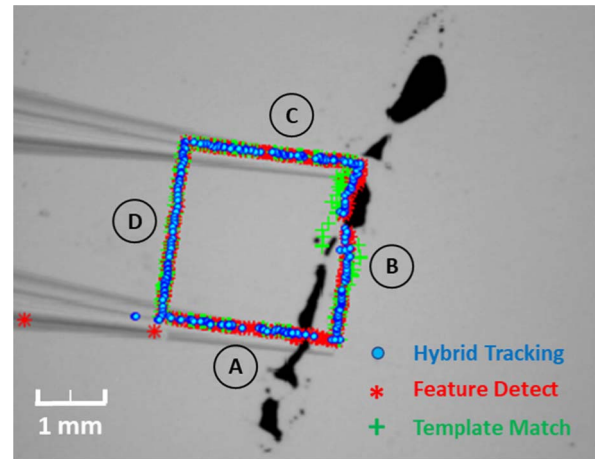 C
D
B
A
Hybrid Tracking
Feature Detect
Template Match
1 mm